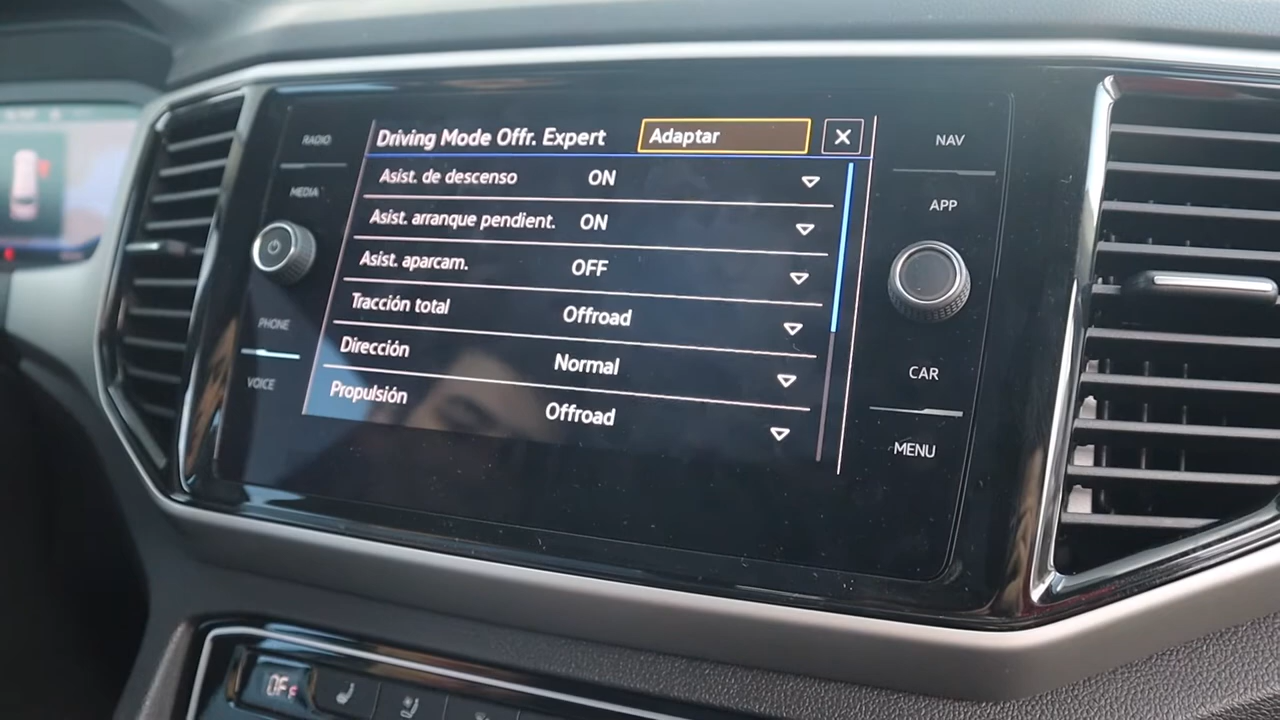 RADIO
MEDIA
PHONE
VOICE
Driving Mode Offr. Expert
Adaptar
X
Asist. de descenso ON
Asist. arranque pendient. ON
Asist. aparcam. OFF
Tracción total Offroad
Dirección Normal
Propulsión Offroad
NAV
APP
CAR
MENU
OFF